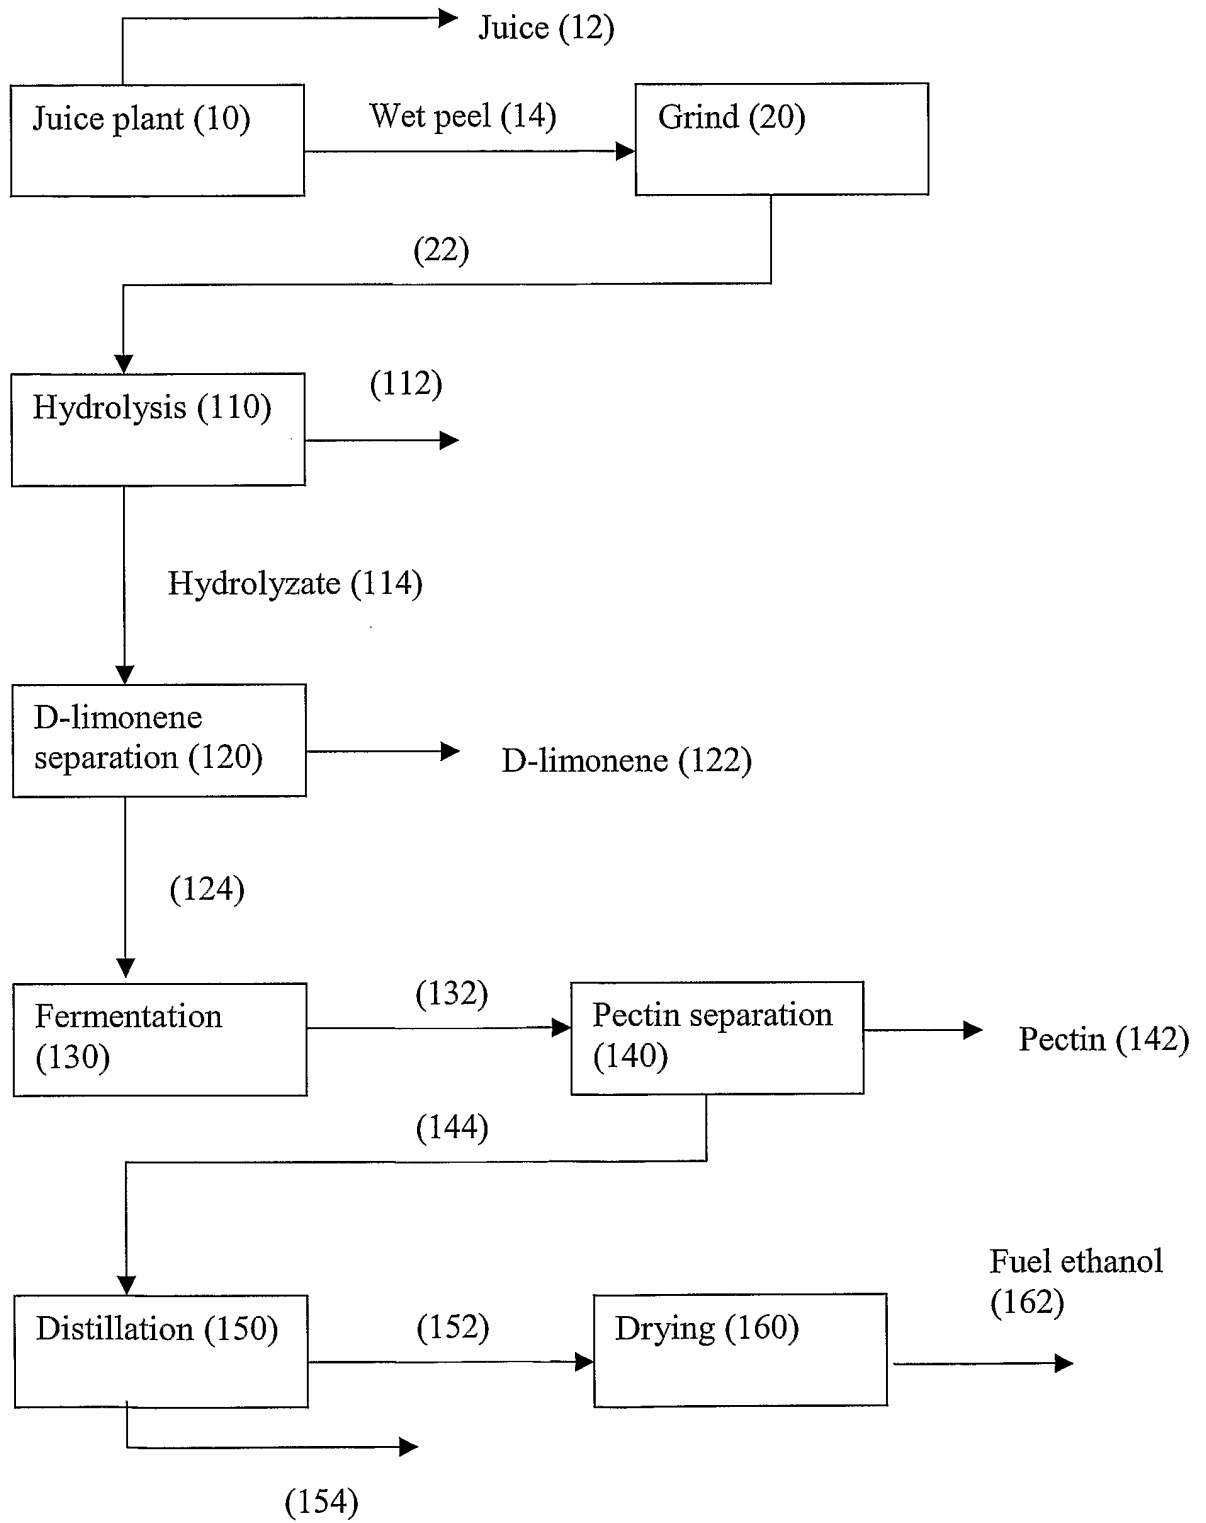 Juice (12)
Juice plant (10)
Wet peel (14)
Grind (20)
(22)
Hydrolysis (110)
(112)
Hydrolyzate (114)
D-limonene
separation (120)
D-limonene (122)
(124)
Fermentation
(130)
(132)
Pectin separation
(140)
Pectin (142)
(144)
Distillation (150)
(152)
Drying (160)
Fuel ethanol
(162)
(154)